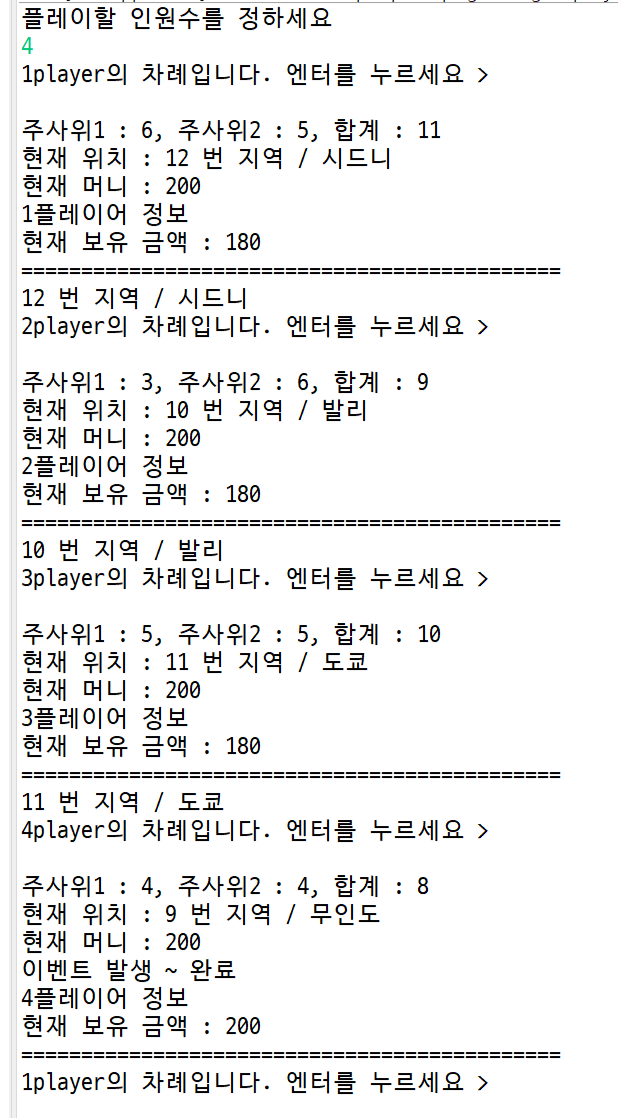 플레이할 인원수를 정하세요
4
1player의 차례입니다. 엔터를 누르세요 >
주사위1 : 6, 주사위2 : 5, 합계 : 11
현재 위치 : 12 번 지역 / 시드니
현재 머니 : 200
1플레이어 정보
현재 보유 금액 : 180
=============================================
12 번 지역 / 시드니
2player의 차례입니다. 엔터를 누르세요 >
주사위1 : 3, 주사위2 : 6, 합계 : 9
현재 위치 : 10 번 지역 / 발리
현재 머니 : 200
2플레이어 정보
현재 보유 금액 : 180
=============================================
10 번 지역 / 발리
3player의 차례입니다. 엔터를 누르세요 >
주사위1 : 5, 주사위2 : 5, 합계 : 10
현재 위치 : 11 번 지역 / 도쿄
현재 머니 : 200
3플레이어 정보
현재 보유 금액 : 180
=============================================
11 번 지역 / 도쿄
4player의 차례입니다. 엔터를 누르세요 >
주사위1 : 4, 주사위2 : 4, 합계 : 8
현재 위치 : 9 번 지역 / 무인도
현재 머니 : 200
이벤트 발생 ~ 완료
4플레이어 정보
현재 보유 금액 : 200
=============================================
1player의 차례입니다. 엔터를 누르세요 >